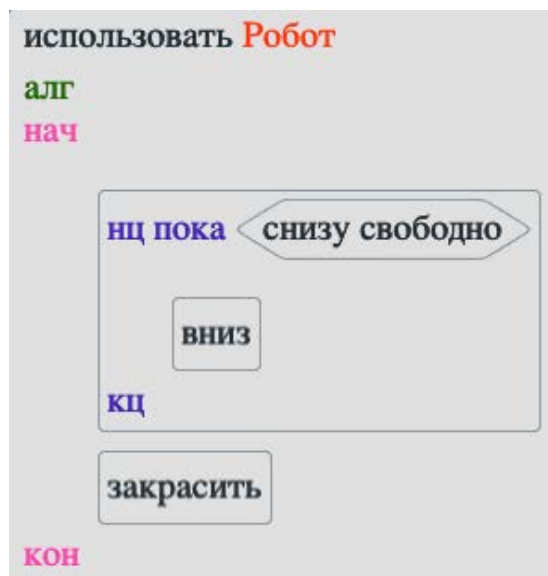 использовать Робот
алг
нач
нц пока снизу свободно
вниз
кц
закрасить
кон